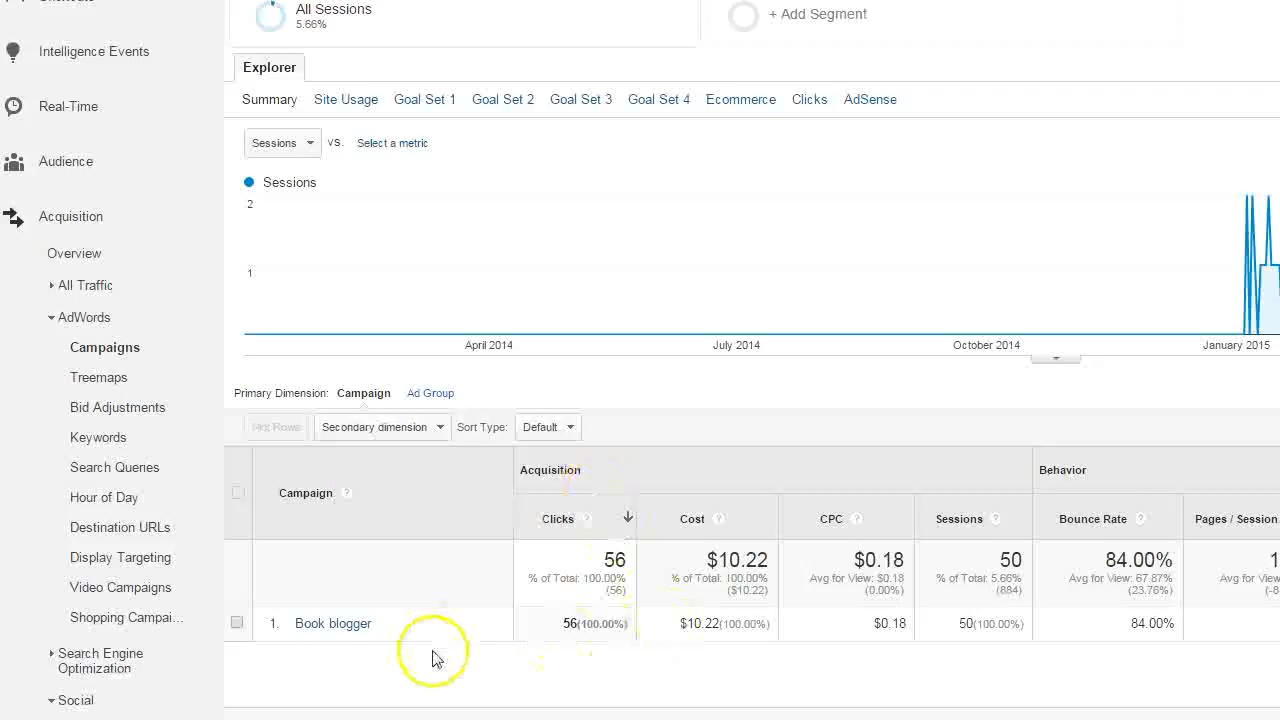 All Sessions
5.66%
+ Add Segment
Intelligence Events
Real-Time
Audience
Acquisition
Overview
All Traffic
AdWords
Campaigns
Treemaps
Bid Adjustments
Keywords
Search Queries
Hour of Day
Destination URLs
Display Targeting
Video Campaigns
Shopping Campai...
Search Engine
Optimization
Social
Explorer
Summary Site Usage Goal Set 1 Goal Set 2 Goal Set 3 Goal Set 4 Ecommerce Clicks AdSense
Sessions vs. Select a metric
Sessions
2
1
April 2014 July 2014 October 2014 January 2015
Primary Dimension: Campaign Ad Group
Plot Rows Secondary dimension Sort Type: Default
Acquisition Behavior
Campaign ?
Clicks ? Cost ? CPC ? Sessions ? Bounce Rate ? Pages / Session
56 $10.22 $0.18 50 84.00%
% of Total: 100.00% % of Total: 100.00% Avg for View: $0.18 % of Total: 5.66% Avg for View: 67.87% Avg for View:
(56) ($10.22) (0.00%) (884) (23.76%)
1. Book blogger 56(100.00%) $10.22(100.00%) $0.18 50(100.00%) 84.00%